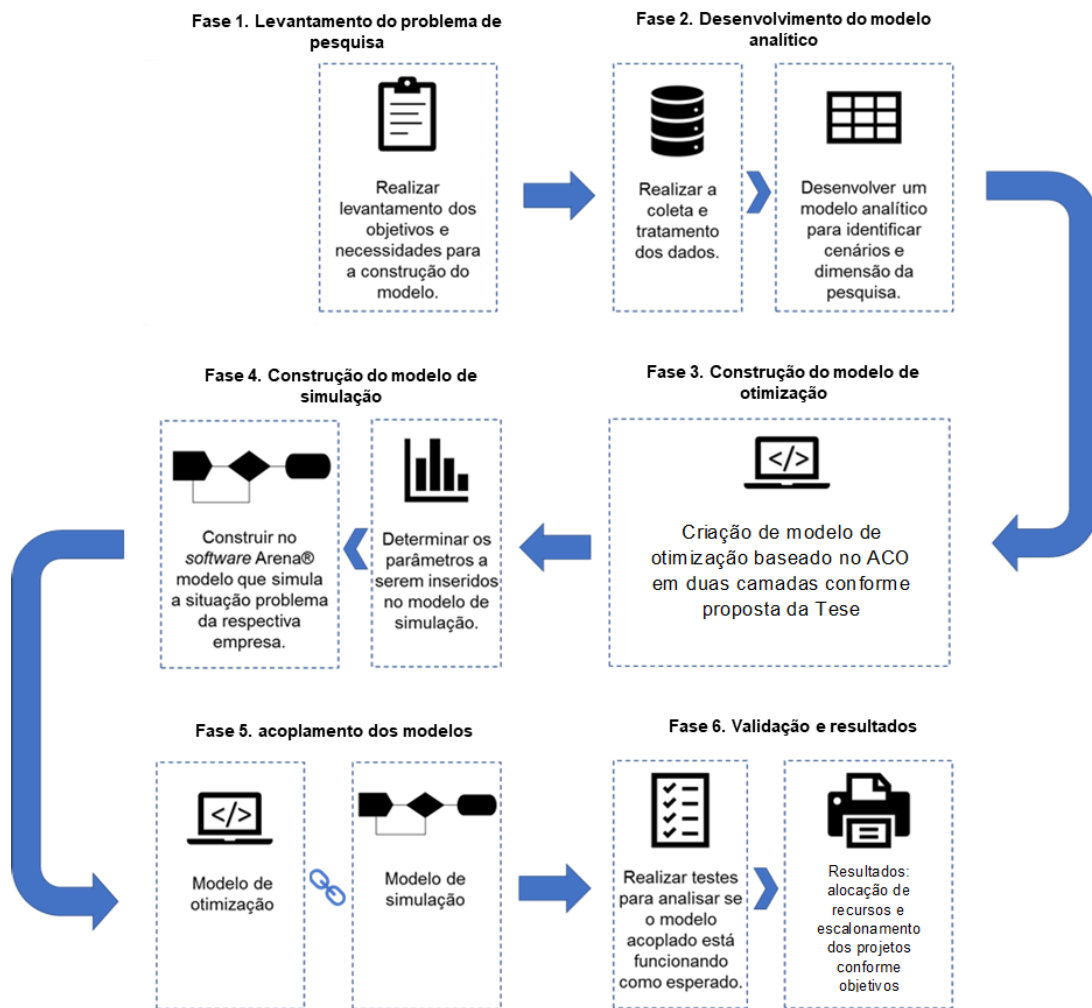 Fase 1. Levantamento do problema de
pesquisa
Realizar
levantamento dos
objetivos e
necessidades para
a construção do
modelo.
Fase 2. Desenvolvimento do modelo
analítico
Realizar a
coleta e
tratamento
dos dados.
Desenvolver um
modelo analítico
para identificar
cenários e
dimensão da
pesquisa.
Fase 3. Construção do modelo de
otimização
</>
Criação de modelo de
otimização baseado no ACO
em duas camadas conforme
proposta da Tese
Fase 4. Construção do modelo de
simulação
Determinar os
parâmetros a
serem inseridos
no modelo de
simulação.
Construir no
software Arena®
modelo que simula
a situação problema
da respectiva
empresa.
Fase 5. acoplamento dos modelos
</>
Modelo de
otimização
Modelo de
simulação
Fase 6. Validação e resultados
Realizar testes
para analisar se
o modelo
acoplado está
funcionando
como esperado.
Resultados:
alocação de
recursos e
escalonamento
dos projetos
conforme
objetivos